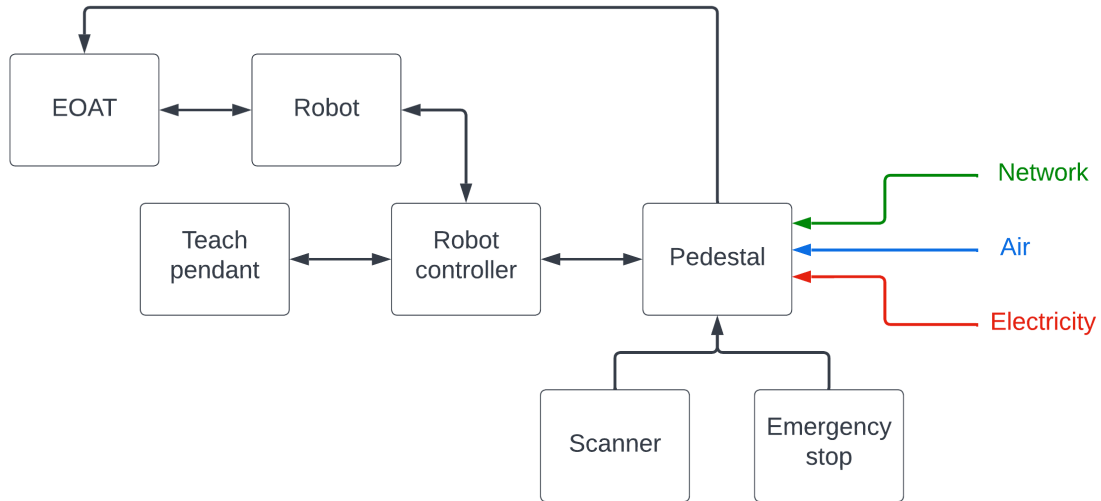 EOAT
Robot
Network
Teach
pendant
Robot
controller
Pedestal
Air
Electricity
Scanner
Emergency
stop